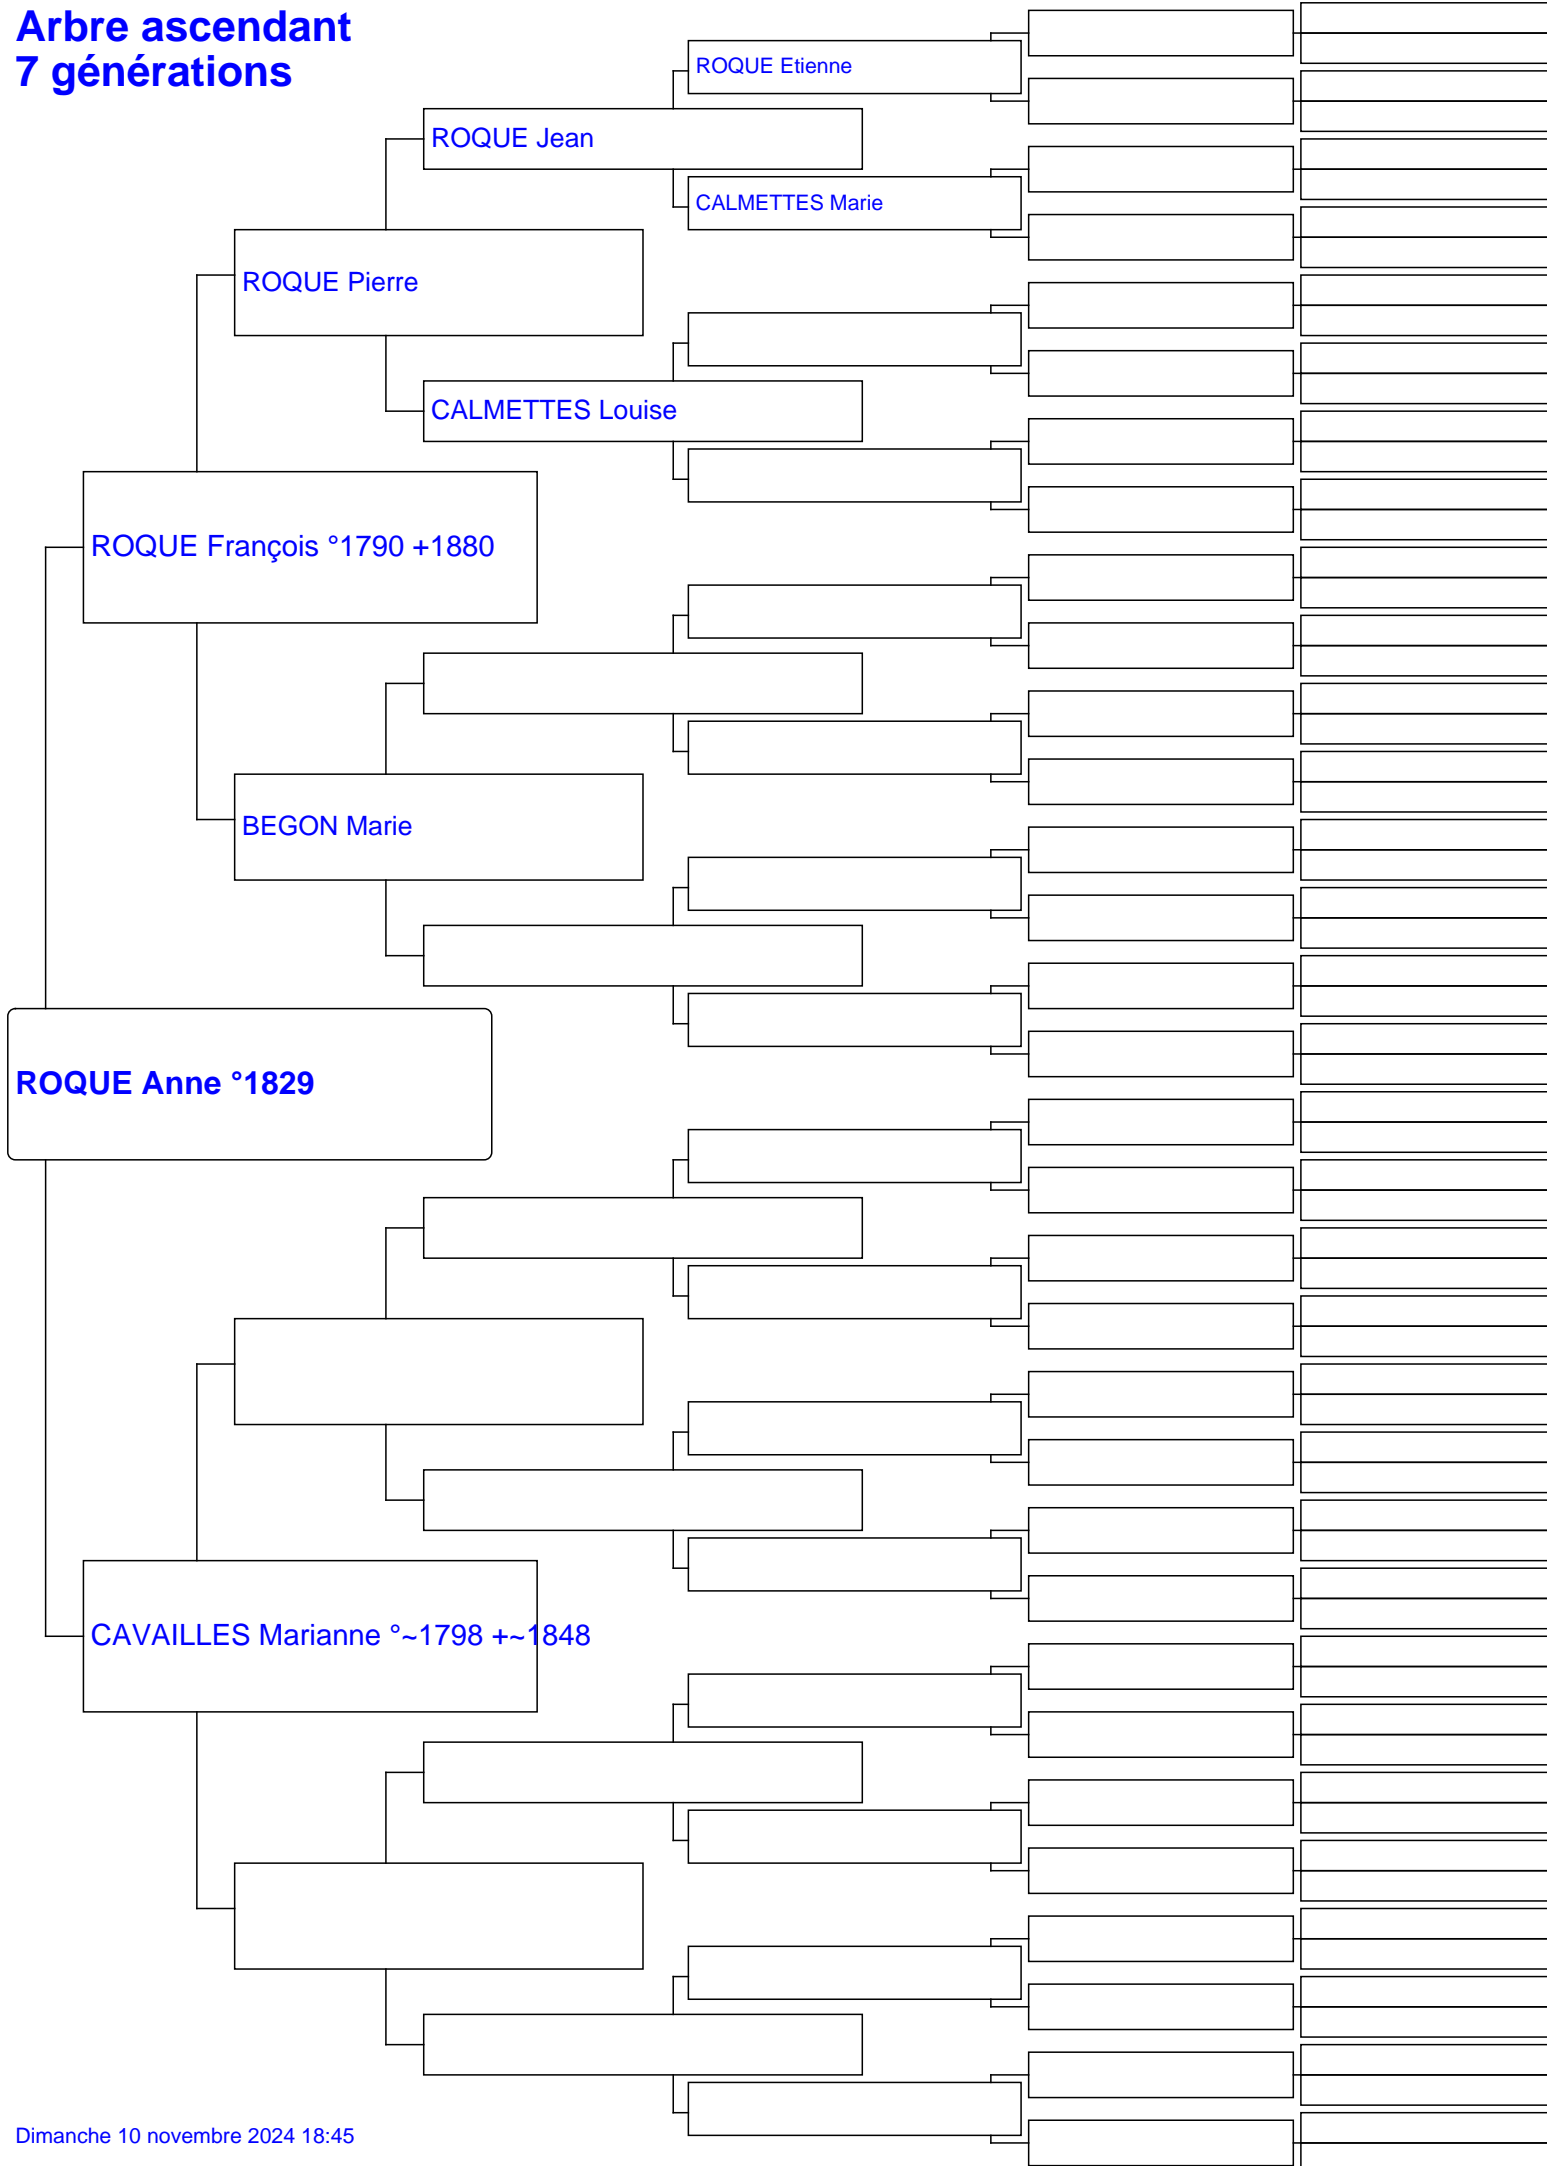 Arbre ascendant
7 générations
ROQUE Etienne
ROQUE Jean
CALMETTES Marie
ROQUE Pierre
CALMETTES Louise
ROQUE François °1790 +1880
BEGON Marie
ROQUE Anne °1829
CAVAILLES Marianne °~1798 +~1848
Dimanche 10 novembre 2024 18:45